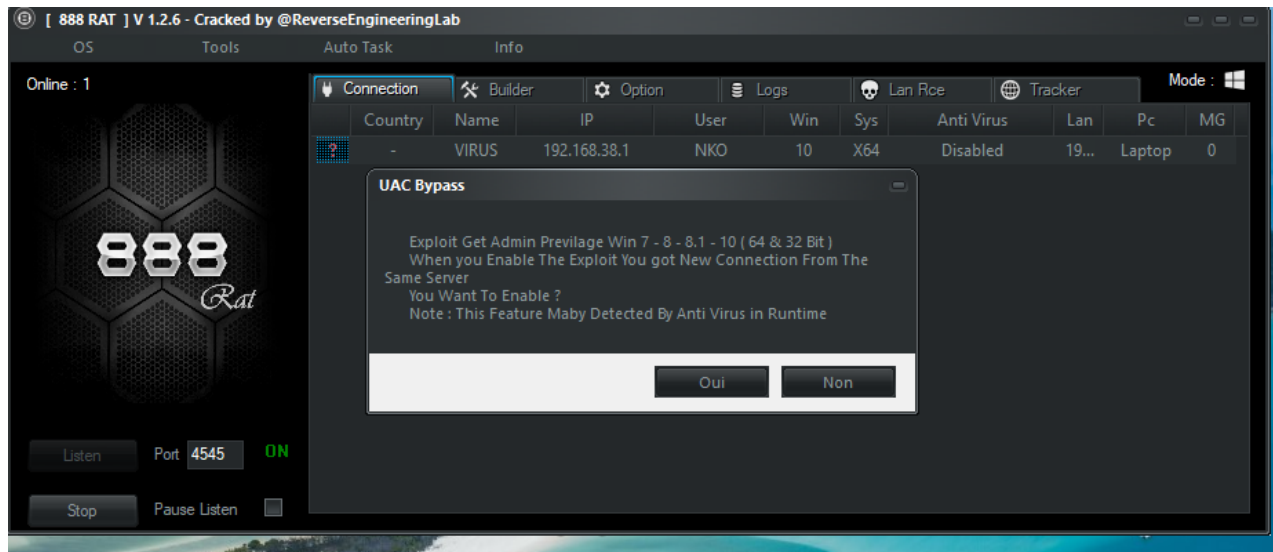 [ 888 RAT ] V 1.2.6 - Cracked by @ReverseEngineeringLab
OS Tools Auto Task Info
Online : 1
Connection Builder Option Logs Lan Rce Tracker Mode :
Country Name IP User Win Sys Anti Virus Lan Pc MG
? - VIRUS 192.168.38.1 NKO 10 X64 Disabled 19... Laptop 0
UAC Bypass
Exploit Get Admin Previlage Win 7 - 8 - 8.1 - 10 ( 64 & 32 Bit )
When you Enable The Exploit You got New Connection From The
Same Server
You Want To Enable ?
Note : This Feature Maby Detected By Anti Virus in Runtime
Oui Non
888
Rat
Listen Port 4545 ON
Stop Pause Listen